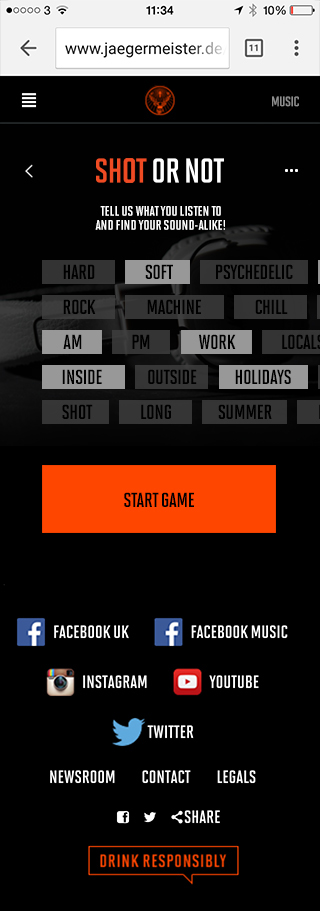 3 11:34 10%
www.jaegermeister.de 11
MUSIC
SHOT OR NOT
TELL US WHAT YOU LISTEN TO
AND FIND YOUR SOUND-ALIKE!
HARD SOFT PSYCHEDELIC
ROCK MACHINE CHILL
AM PM WORK LOCALS
INSIDE OUTSIDE HOLIDAYS
SHOT LONG SUMMER
START GAME
FACEBOOK UK FACEBOOK MUSIC
INSTAGRAM YOUTUBE
TWITTER
NEWSROOM CONTACT LEGALS
SHARE
DRINK RESPONSIBLY